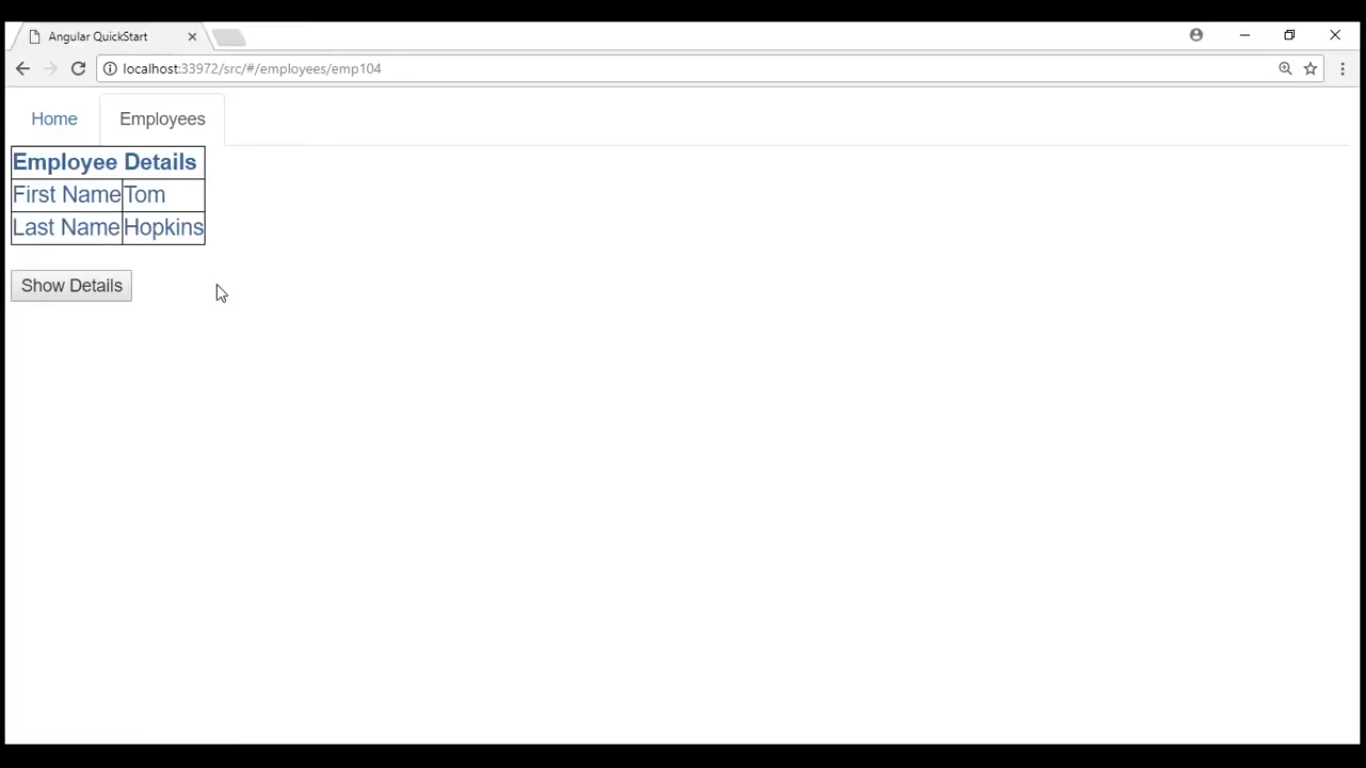 Angular QuickStart
localhost:33972/src/#/employees/emp104
Home Employees
Employee Details
First Name Tom
Last Name Hopkins
Show Details